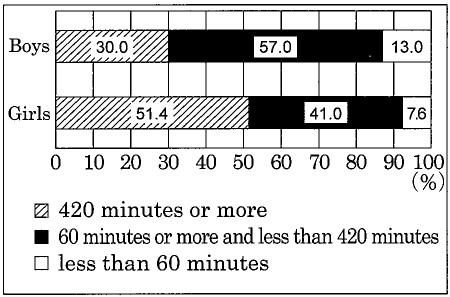 Boys 30.0 57.0 13.0
Girls 51.4 41.0 7.6
0 10 20 30 40 50 60 70 80 90 100
(%)
420 minutes or more
60 minutes or more and less than 420 minutes
less than 60 minutes